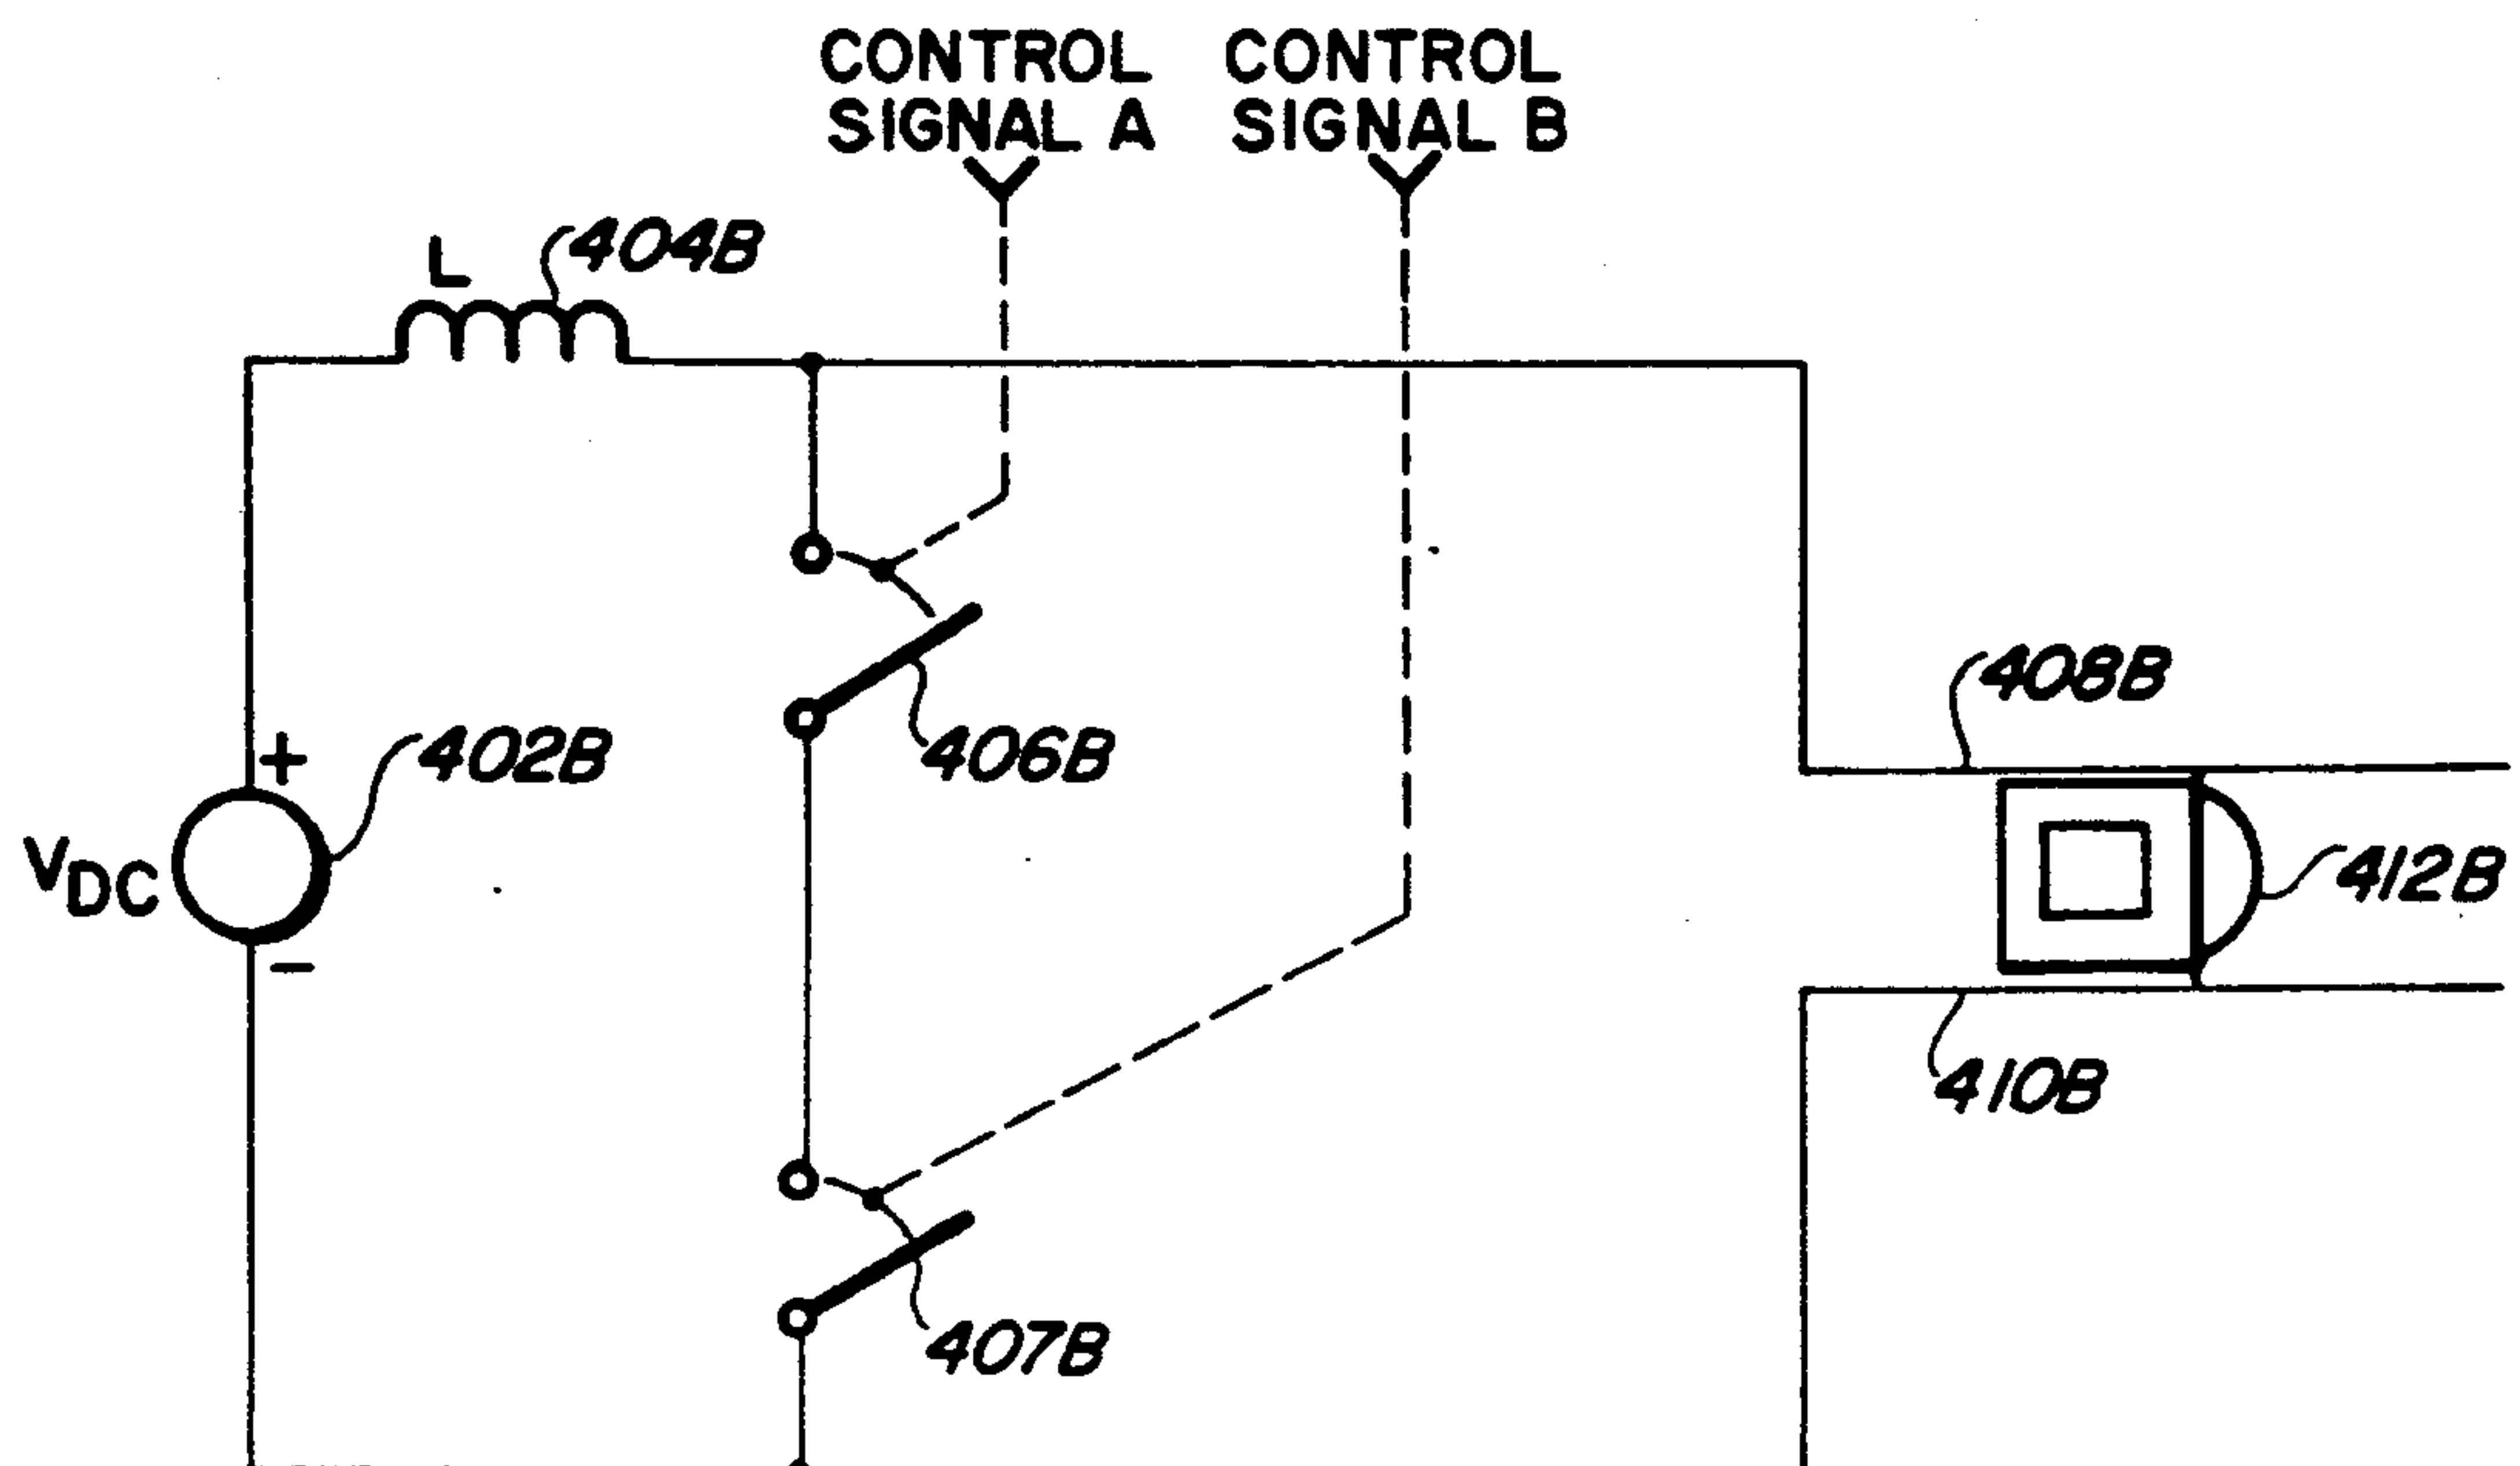 CONTROL
SIGNAL A
CONTROL
SIGNAL B
L
404B
408B
+
402B
406B
VDC
412B
−
410B
407B